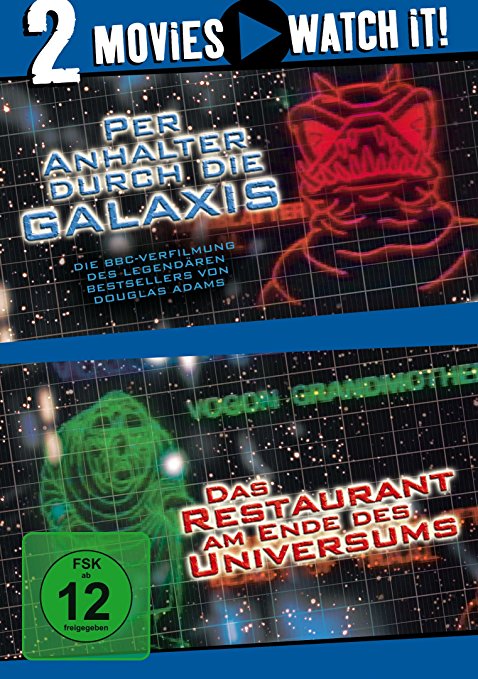 2 MOViES WATCH iT!
PER
ANHALTER
DURCH DIE
GALAXIS
DIE BBC-VERFILMUNG
DES LEGENDÄREN
BESTSELLERS VON
DOUGLAS ADAMS
VOGON GRANDMOTHE
DAS
RESTAURANT
AM ENDE DES
UNIVERSUMS
FSK
ab
12
freigegeben